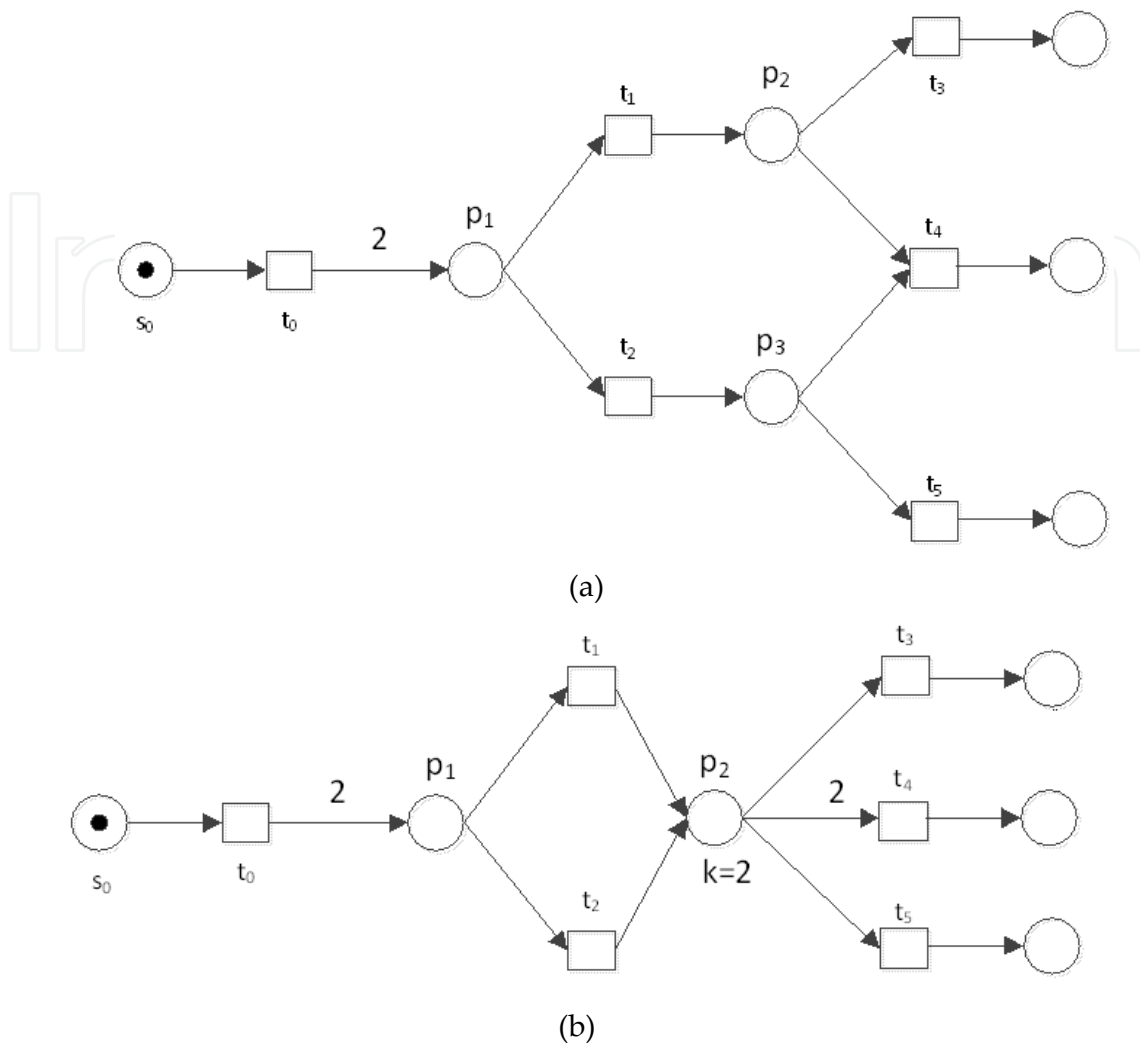 t₃
p₂
t₁
p₁
2
t₄
s₀
t₀
t₂
p₃
t₅
(a)
t₃
t₁
p₁
p₂
2
2
t₄
k=2
s₀
t₀
t₂
t₅
(b)